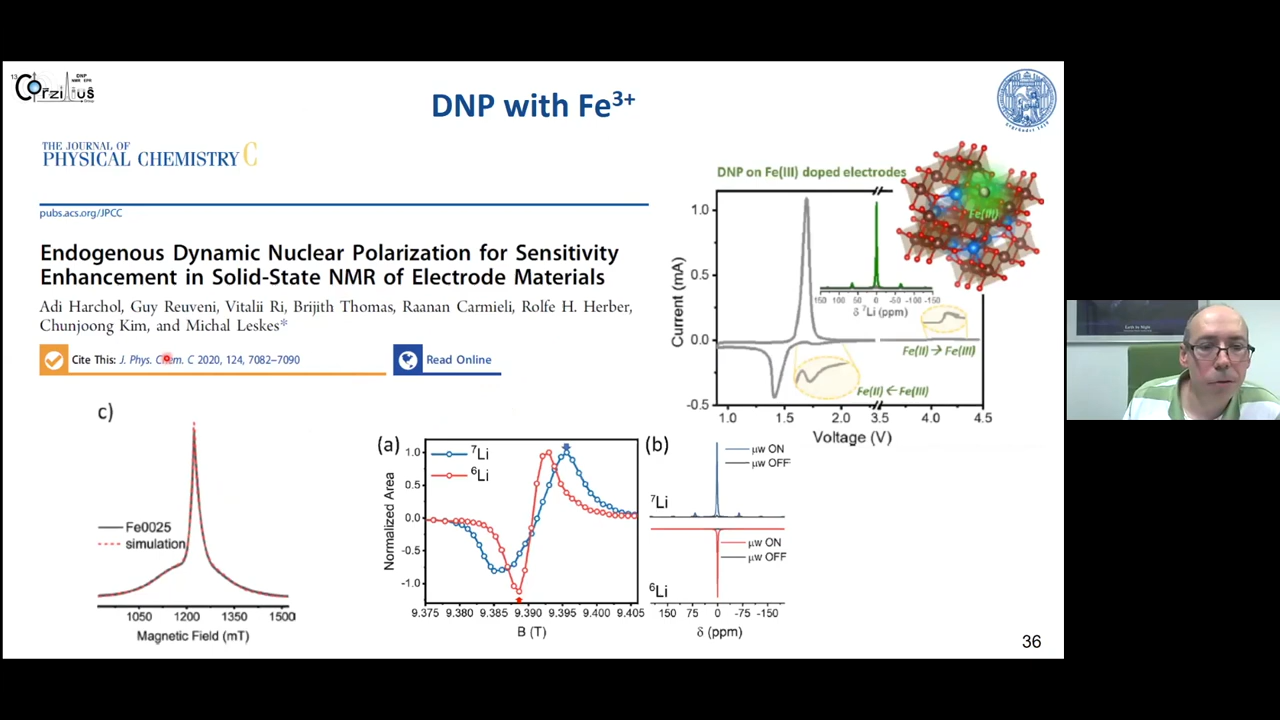 13
Corzilius
DNP
NMR EPR
Group
DNP with Fe3+
THE JOURNAL OF
PHYSICAL CHEMISTRY C
pubs.acs.org/JPCC
Endogenous Dynamic Nuclear Polarization for Sensitivity
Enhancement in Solid-State NMR of Electrode Materials
Adi Harchol, Guy Reuveni, Vitalii Ri, Brijith Thomas, Raanan Carmieli, Rolfe H. Herber,
Chunjoong Kim, and Michal Leskes*
Cite This: J. Phys. Chem. C 2020, 124, 7082–7090
Read Online
DNP on Fe(III) doped electrodes
Fe(III)
1.0
0.5
0.0
-0.5
Current (mA)
150 100 50 0 -50 -100 -150
δ 7Li (ppm)
Fe(II) → Fe(III)
Fe(II) ← Fe(III)
1.0 1.5 2.0 3.5 4.0 4.5
Voltage (V)
c)
Fe0025
simulation
1050 1200 1350 1500
Magnetic Field (mT)
(a)
7Li
6Li
1.0
0.5
0.0
-0.5
-1.0
Normalized Area
9.375 9.380 9.385 9.390 9.395 9.400 9.405
B (T)
(b)
μw ON
μw OFF
7Li
μw ON
μw OFF
6Li
150 75 0 -75 -150
δ (ppm)
36